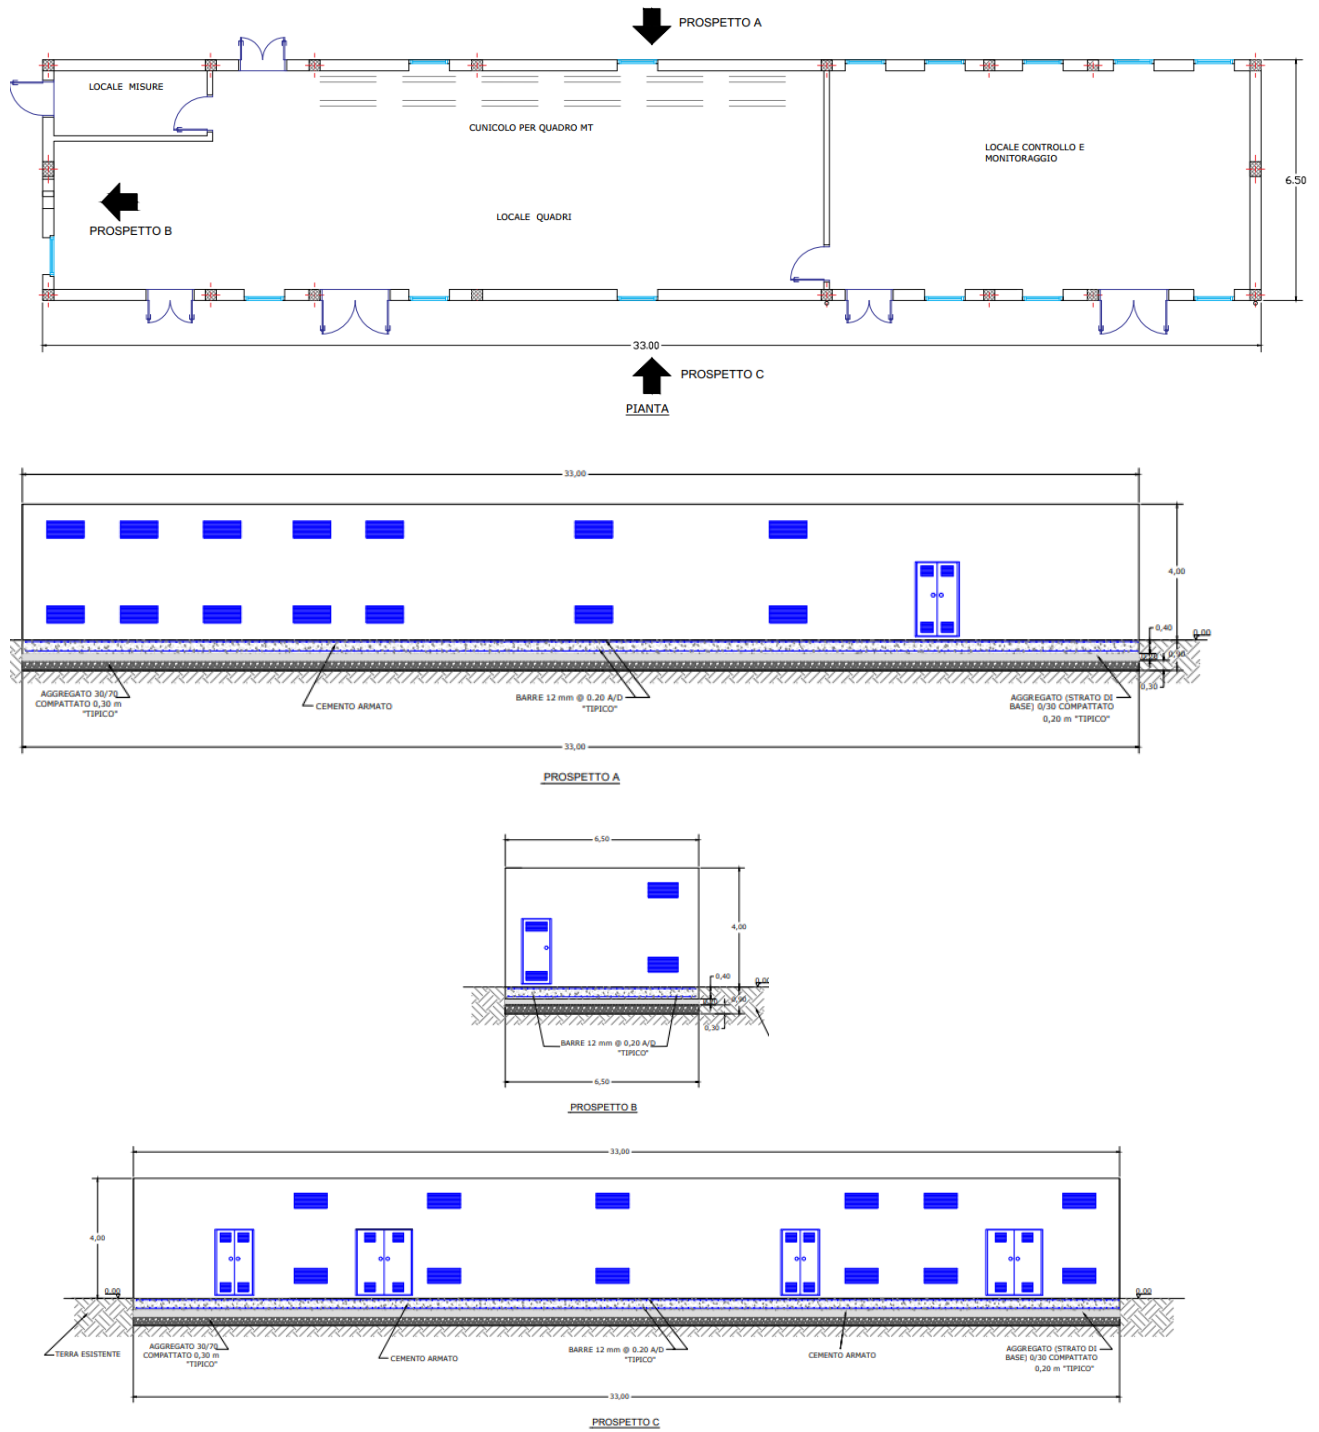 PROSPETTO A
LOCALE MISURE
CUNICOLO PER QUADRO MT
LOCALE CONTROLLO E
MONITORAGGIO
6.50
LOCALE QUADRI
PROSPETTO B
33.00
PROSPETTO C
PIANTA
33,00
4,00
0,40
0.00
0,90
0,30
AGGREGATO 30/70
COMPATTATO 0,30 m
"TIPICO"
CEMENTO ARMATO
BARRE 12 mm @ 0.20 A/D
"TIPICO"
AGGREGATO (STRATO DI
BASE) 0/30 COMPATTATO
0,20 m "TIPICO"
33,00
PROSPETTO A
6,50
4,00
0,40
0,90
0,30
BARRE 12 mm @ 0,20 A/D
"TIPICO"
6,50
PROSPETTO B
33,00
4,00
0.00
0.00
TERRA ESISTENTE
AGGREGATO 30/70
COMPATTATO 0,30 m
"TIPICO"
CEMENTO ARMATO
BARRE 12 mm @ 0.20 A/D
"TIPICO"
CEMENTO ARMATO
AGGREGATO (STRATO DI
BASE) 0/30 COMPATTATO
0,20 m "TIPICO"
33,00
PROSPETTO C